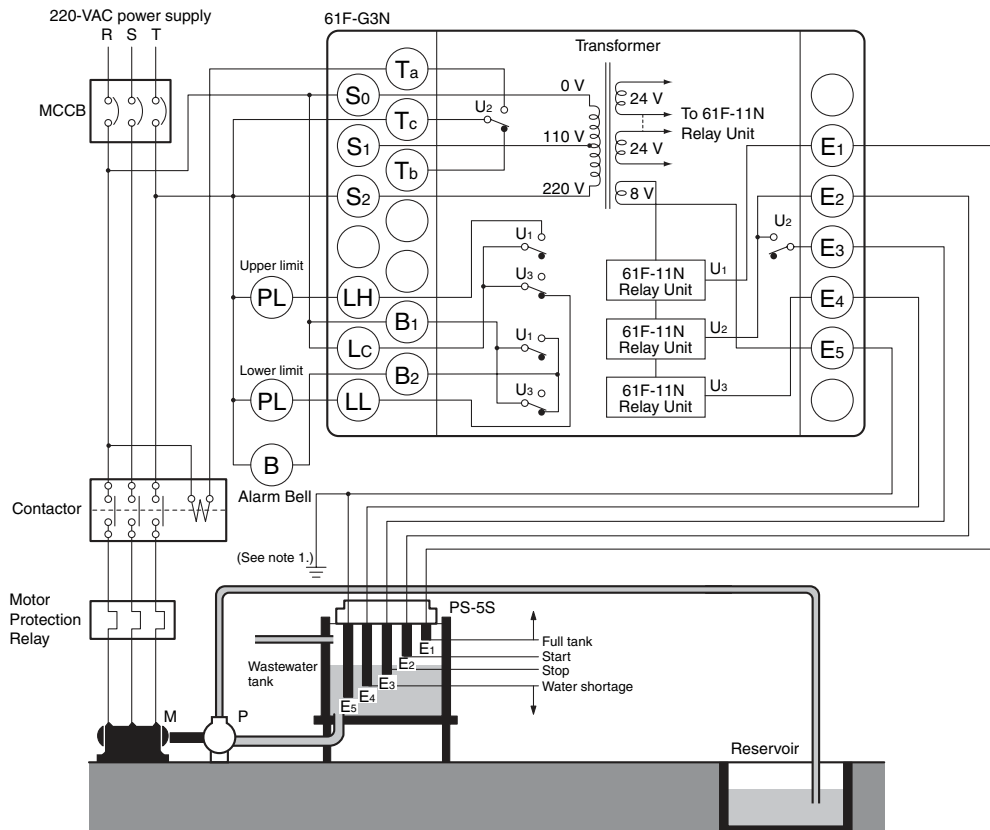 220-VAC power supply
R S T
MCCB
61F-G3N
Transformer
Ta
S0
Tc
S1
Tb
S2
U2
0 V
110 V
220 V
24 V
24 V
8 V
To 61F-11N
Relay Unit
E1
E2
U2
E3
E4
E5
Upper limit
PL
LH
B1
LC
B2
Lower limit
PL
LL
B
Alarm Bell
U1
U3
U1
U3
61F-11N
Relay Unit
U1
61F-11N
Relay Unit
U2
61F-11N
Relay Unit
U3
Contactor
(See note 1.)
Motor
Protection
Relay
PS-5S
Wastewater
tank
E1
E2
E3
E4
E5
Full tank
Start
Stop
Water shortage
M
P
Reservoir